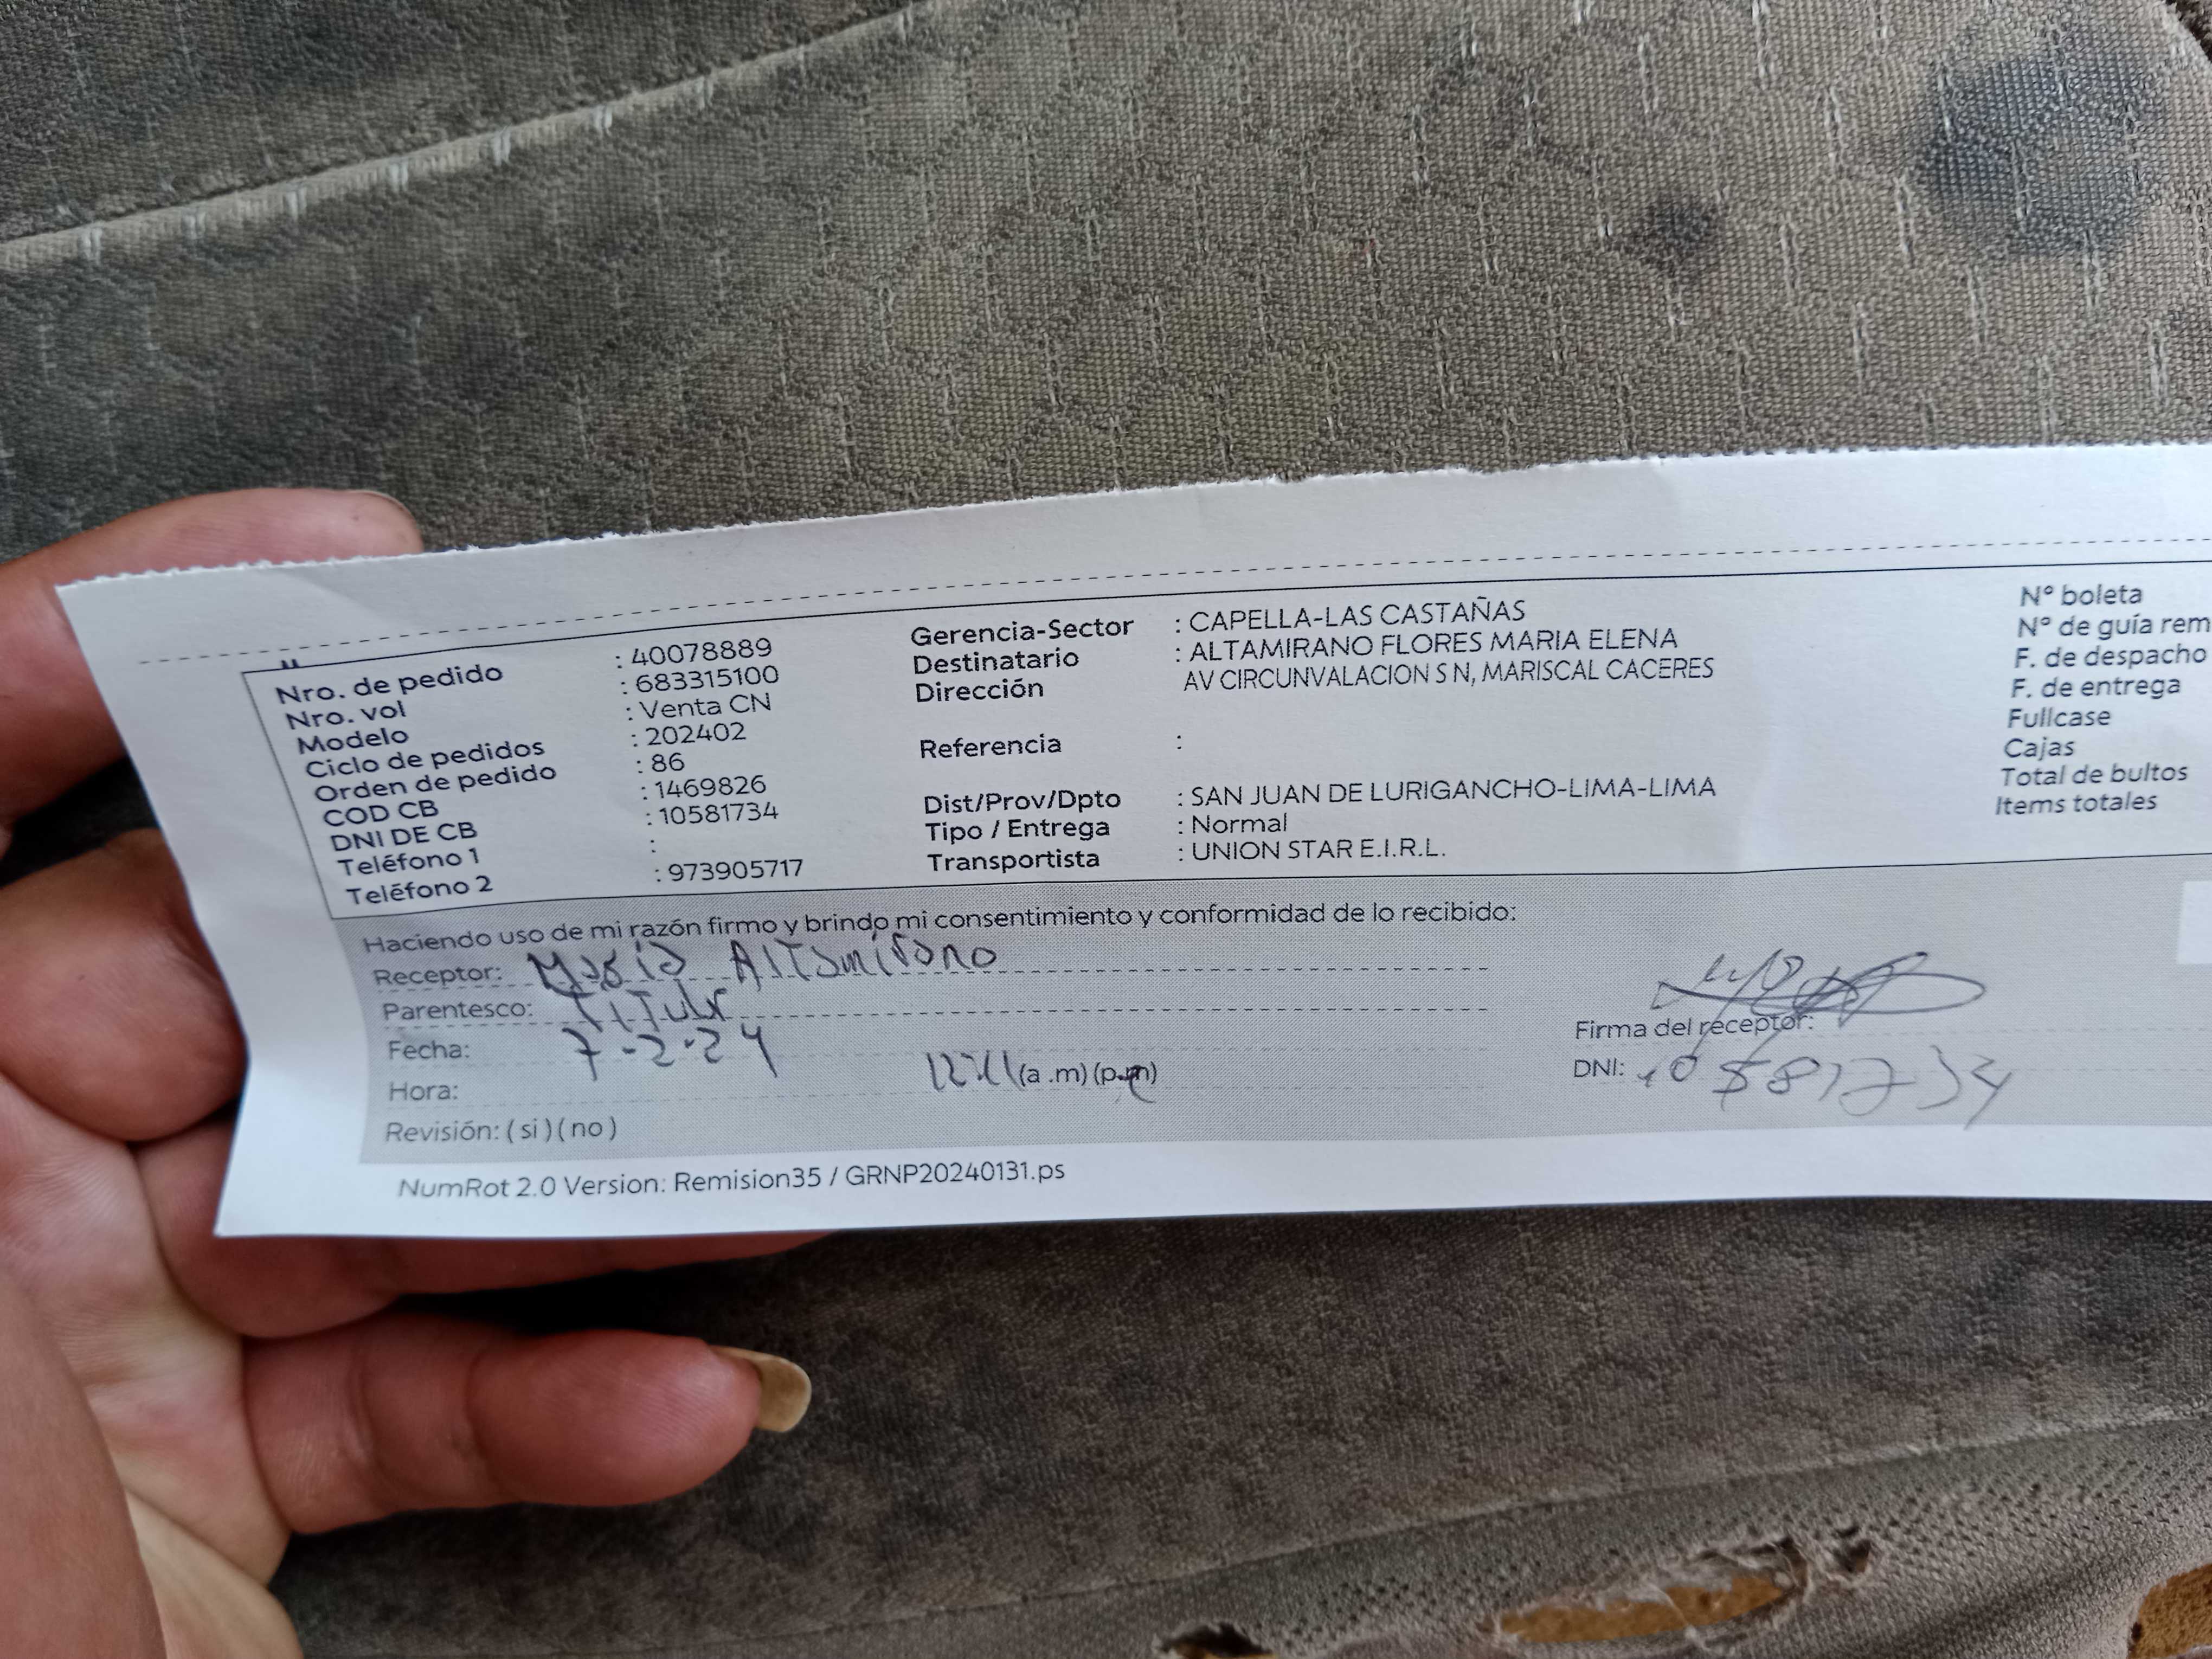 Nro. de pedido : 40078889
Nro. vol : 683315100
Modelo : Venta CN
Ciclo de pedidos : 202402
Orden de pedido : 86
COD CB : 1469826
DNI DE CB : 10581734
Teléfono 1 :
Teléfono 2 : 973905717
Gerencia-Sector : CAPELLA-LAS CASTAÑAS
Destinatario : ALTAMIRANO FLORES MARIA ELENA
Dirección AV CIRCUNVALACION S N, MARISCAL CACERES
Referencia :
Dist/Prov/Dpto : SAN JUAN DE LURIGANCHO-LIMA-LIMA
Tipo / Entrega : Normal
Transportista : UNION STAR E.I.R.L.
Nº boleta
Nº de guía rem
F. de despacho
F. de entrega
Fullcase
Cajas
Total de bultos
Items totales
Haciendo uso de mi razón firmo y brindo mi consentimiento y conformidad de lo recibido:
Receptor: Maria Altamirano
Parentesco: Titular
Fecha: 7-2-24
Hora: (a .m) (p.m)
Revisión: ( si ) ( no )
Firma del receptor:
DNI: 10581734
NumRot 2.0 Version: Remision35 / GRNP20240131.ps